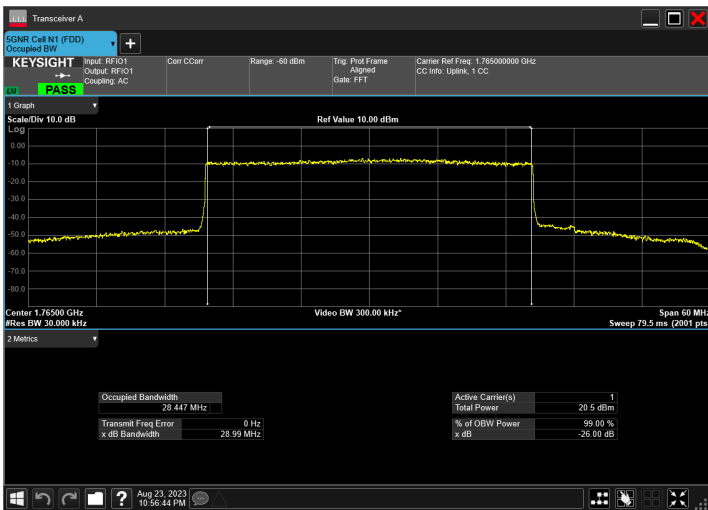 Transceiver A
5GNR Cell N1 (FDD)
Occupied BW
KEYSIGHT
PASS
Input: RFIO1
Output: RFIO1
Coupling: AC
Corr CCorr
Range: -60 dBm
Trig: Prot Frame
Aligned
Gate: FFT
Carrier Ref Freq: 1.765000000 GHz
CC Info: Uplink, 1 CC
1 Graph
Scale/Div 10.0 dB
Ref Value 10.00 dBm
Log
0.00
-10.0
-20.0
-30.0
-40.0
-50.0
-60.0
-70.0
-80.0
Center 1.76500 GHz
Video BW 300.00 kHz*
Span 60 MHz
#Res BW 30.000 kHz
Sweep 79.5 ms (2001 pts
2 Metrics
Occupied Bandwidth
28.447 MHz
Transmit Freq Error 0 Hz
x dB Bandwidth 28.99 MHz
Active Carrier(s) 1
Total Power 20.5 dBm
% of OBW Power 99.00 %
x dB -26.00 dB
Aug 23, 2023
10:56:44 PM